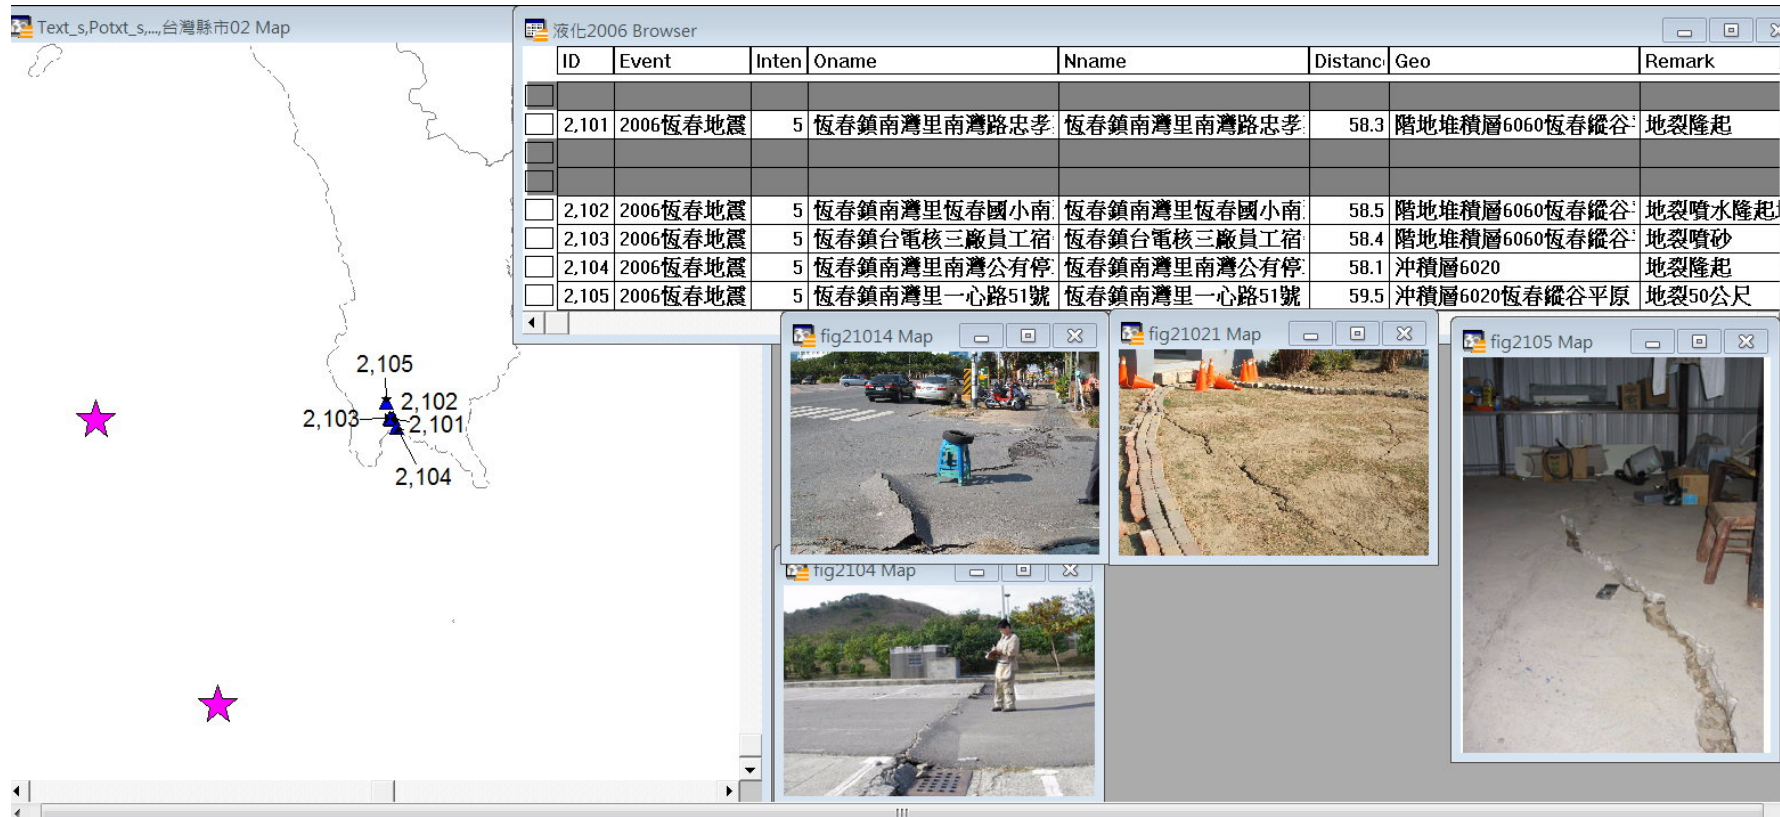 Text_s,Potxt_s,...,台灣縣市02 Map
液化2006 Browser
ID Event Inten Oname Nname Distanc Geo Remark
2,101 2006恆春地震 5 恆春鎮南灣里南灣路忠孝 恆春鎮南灣里南灣路忠孝 58.3 階地堆積層6060恆春縱谷 地裂隆起
2,102 2006恆春地震 5 恆春鎮南灣里恆春國小南 恆春鎮南灣里恆春國小南 58.5 階地堆積層6060恆春縱谷 地裂噴水隆起
2,103 2006恆春地震 5 恆春鎮台電核三廠員工宿 恆春鎮台電核三廠員工宿 58.4 階地堆積層6060恆春縱谷 地裂噴砂
2,104 2006恆春地震 5 恆春鎮南灣里南灣公有停 恆春鎮南灣里南灣公有停 58.1 沖積層6020 地裂隆起
2,105 2006恆春地震 5 恆春鎮南灣里一心路51號 恆春鎮南灣里一心路51號 59.5 沖積層6020恆春縱谷平原 地裂50公尺
fig21014 Map
fig21021 Map
fig2105 Map
2,105
2,102
2,103
2,101
2,104
fig2104 Map